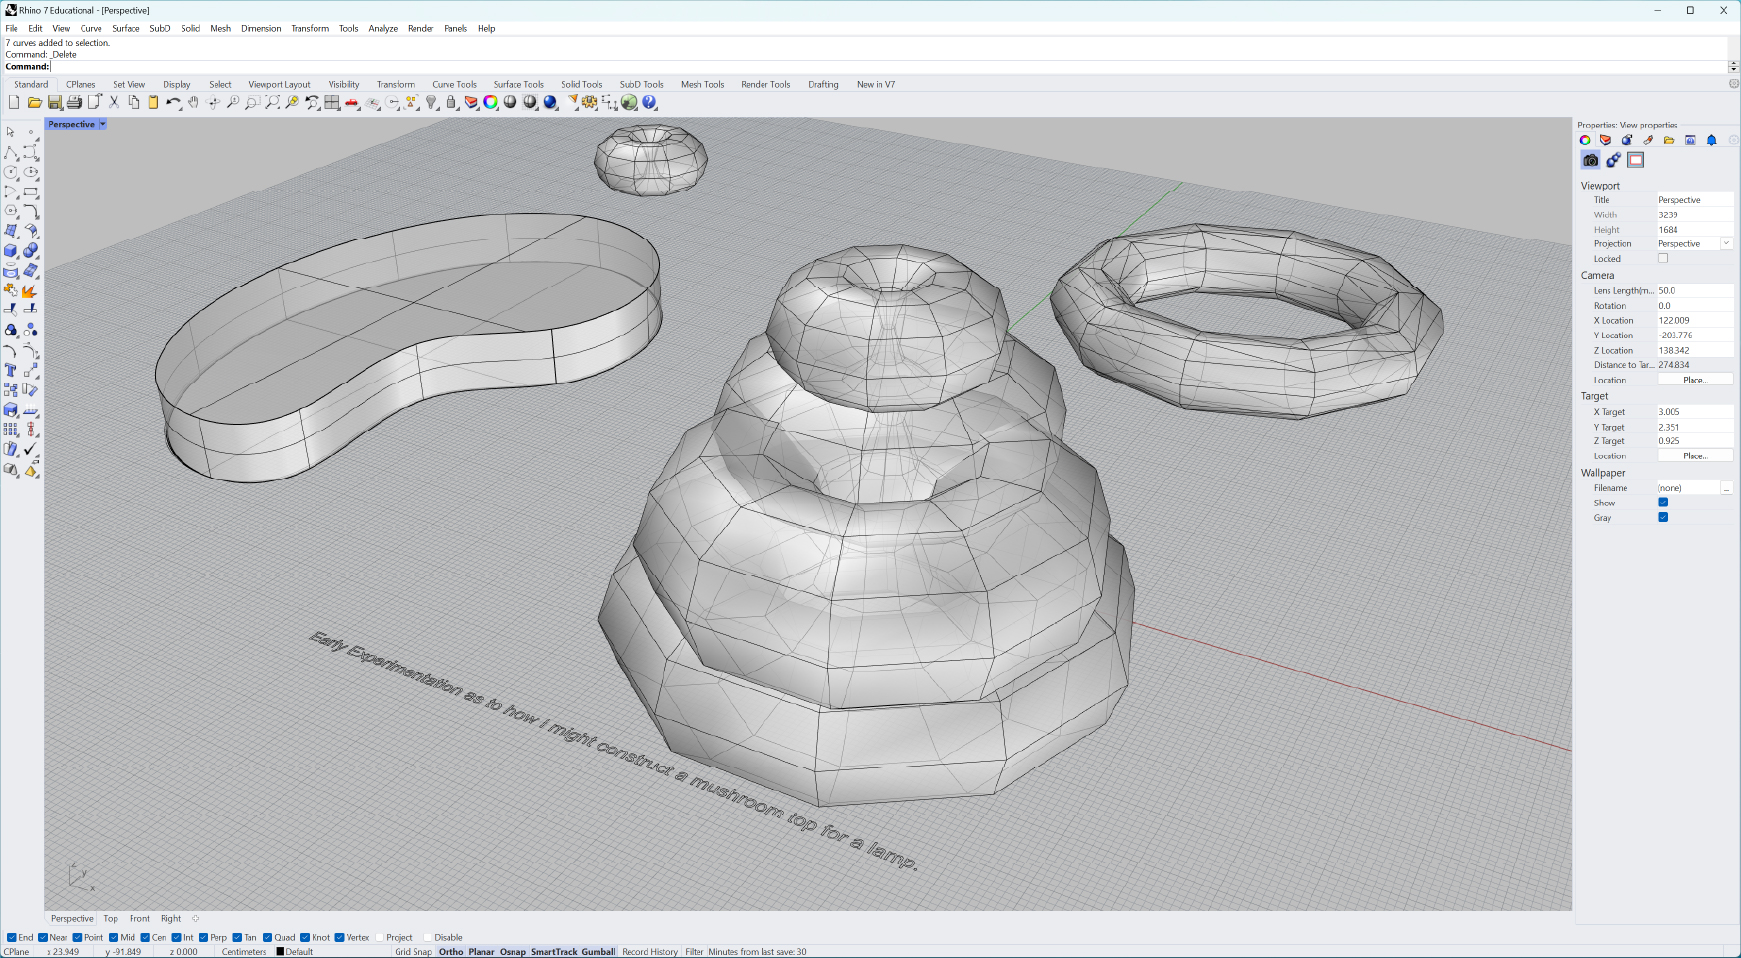 Rhino 7 Educational - [Perspective]
File Edit View Curve Surface SubD Solid Mesh Dimension Transform Tools Analyze Render Panels Help
7 curves added to selection.
Command: _Delete
Command:
Standard CPlanes Set View Display Select Viewport Layout Visibility Transform Curve Tools Surface Tools Solid Tools SubD Tools Mesh Tools Render Tools Drafting New in V7
Perspective
Properties: View properties
Viewport
Title Perspective
Width 3239
Height 1684
Projection Perspective
Locked
Camera
Lens Length(m... 50.0
Rotation 0.0
X Location 122.009
Y Location -203.776
Z Location 138.342
Distance to Tar... 274.834
Location Place...
Target
X Target 3.005
Y Target 2.351
Z Target 0.925
Location Place...
Wallpaper
Filename (none) ...
Show
Gray
Early Experimentation as to how I might construct a mushroom top for a lamp.
z
y
x
Perspective Top Front Right
End Near Point Mid Cen Int Perp Tan Quad Knot Vertex Project Disable
CPlane x 23.949 y -91.849 z 0.000 Centimeters Default Grid Snap Ortho Planar Osnap SmartTrack Gumball Record History Filter Minutes from last save: 30